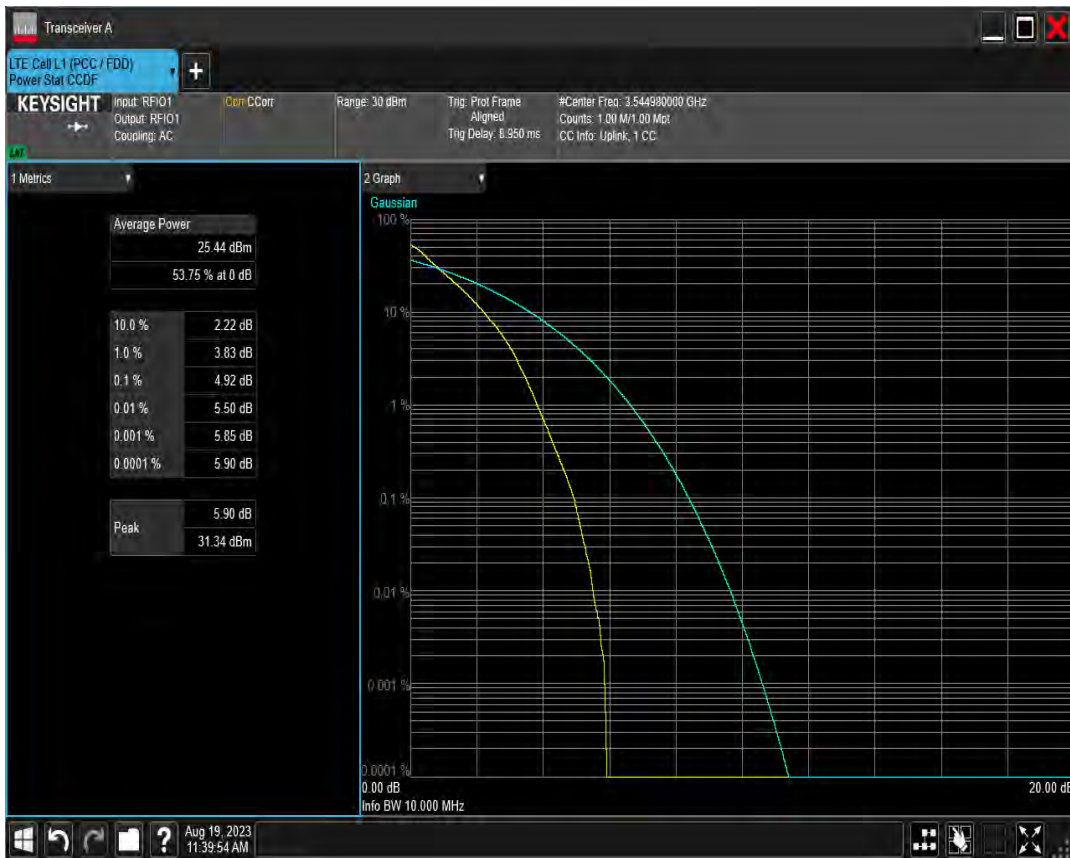 Transceiver A
LTE Cell L1 (PCC / FDD)
Power Stat CCDF
+
KEYSIGHT
Input: RFIO1
Output: RFIO1
Coupling: AC
Corr CCorr
Range: 30 dBm
Trig: Prot Frame
Aligned
Trig Delay: 8.950 ms
#Center Freq: 3.544980000 GHz
Counts: 1.00 M/1.00 Mpt
CC Info: Uplink, 1 CC
LXI
1 Metrics
Average Power
25.44 dBm
53.75 % at 0 dB
10.0 % 2.22 dB
1.0 % 3.83 dB
0.1 % 4.92 dB
0.01 % 5.50 dB
0.001 % 5.85 dB
0.0001 % 5.90 dB
Peak 5.90 dB
31.34 dBm
2 Graph
Gaussian
100 %
10 %
1 %
0.1 %
0.01 %
0.001 %
0.0001 %
0.00 dB 20.00 dB
Info BW 10.000 MHz
?
Aug 19, 2023
11:39:54 AM